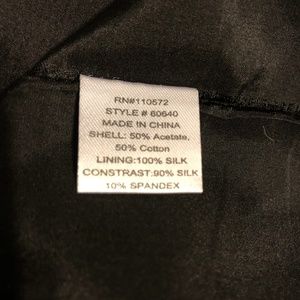 RN#110572
STYLE # 60640
MADE IN CHINA
SHELL: 50% Acetate,
50% Cotton
LINING:100% SILK
CONSTRAST:90% SILK
10% SPANDEX